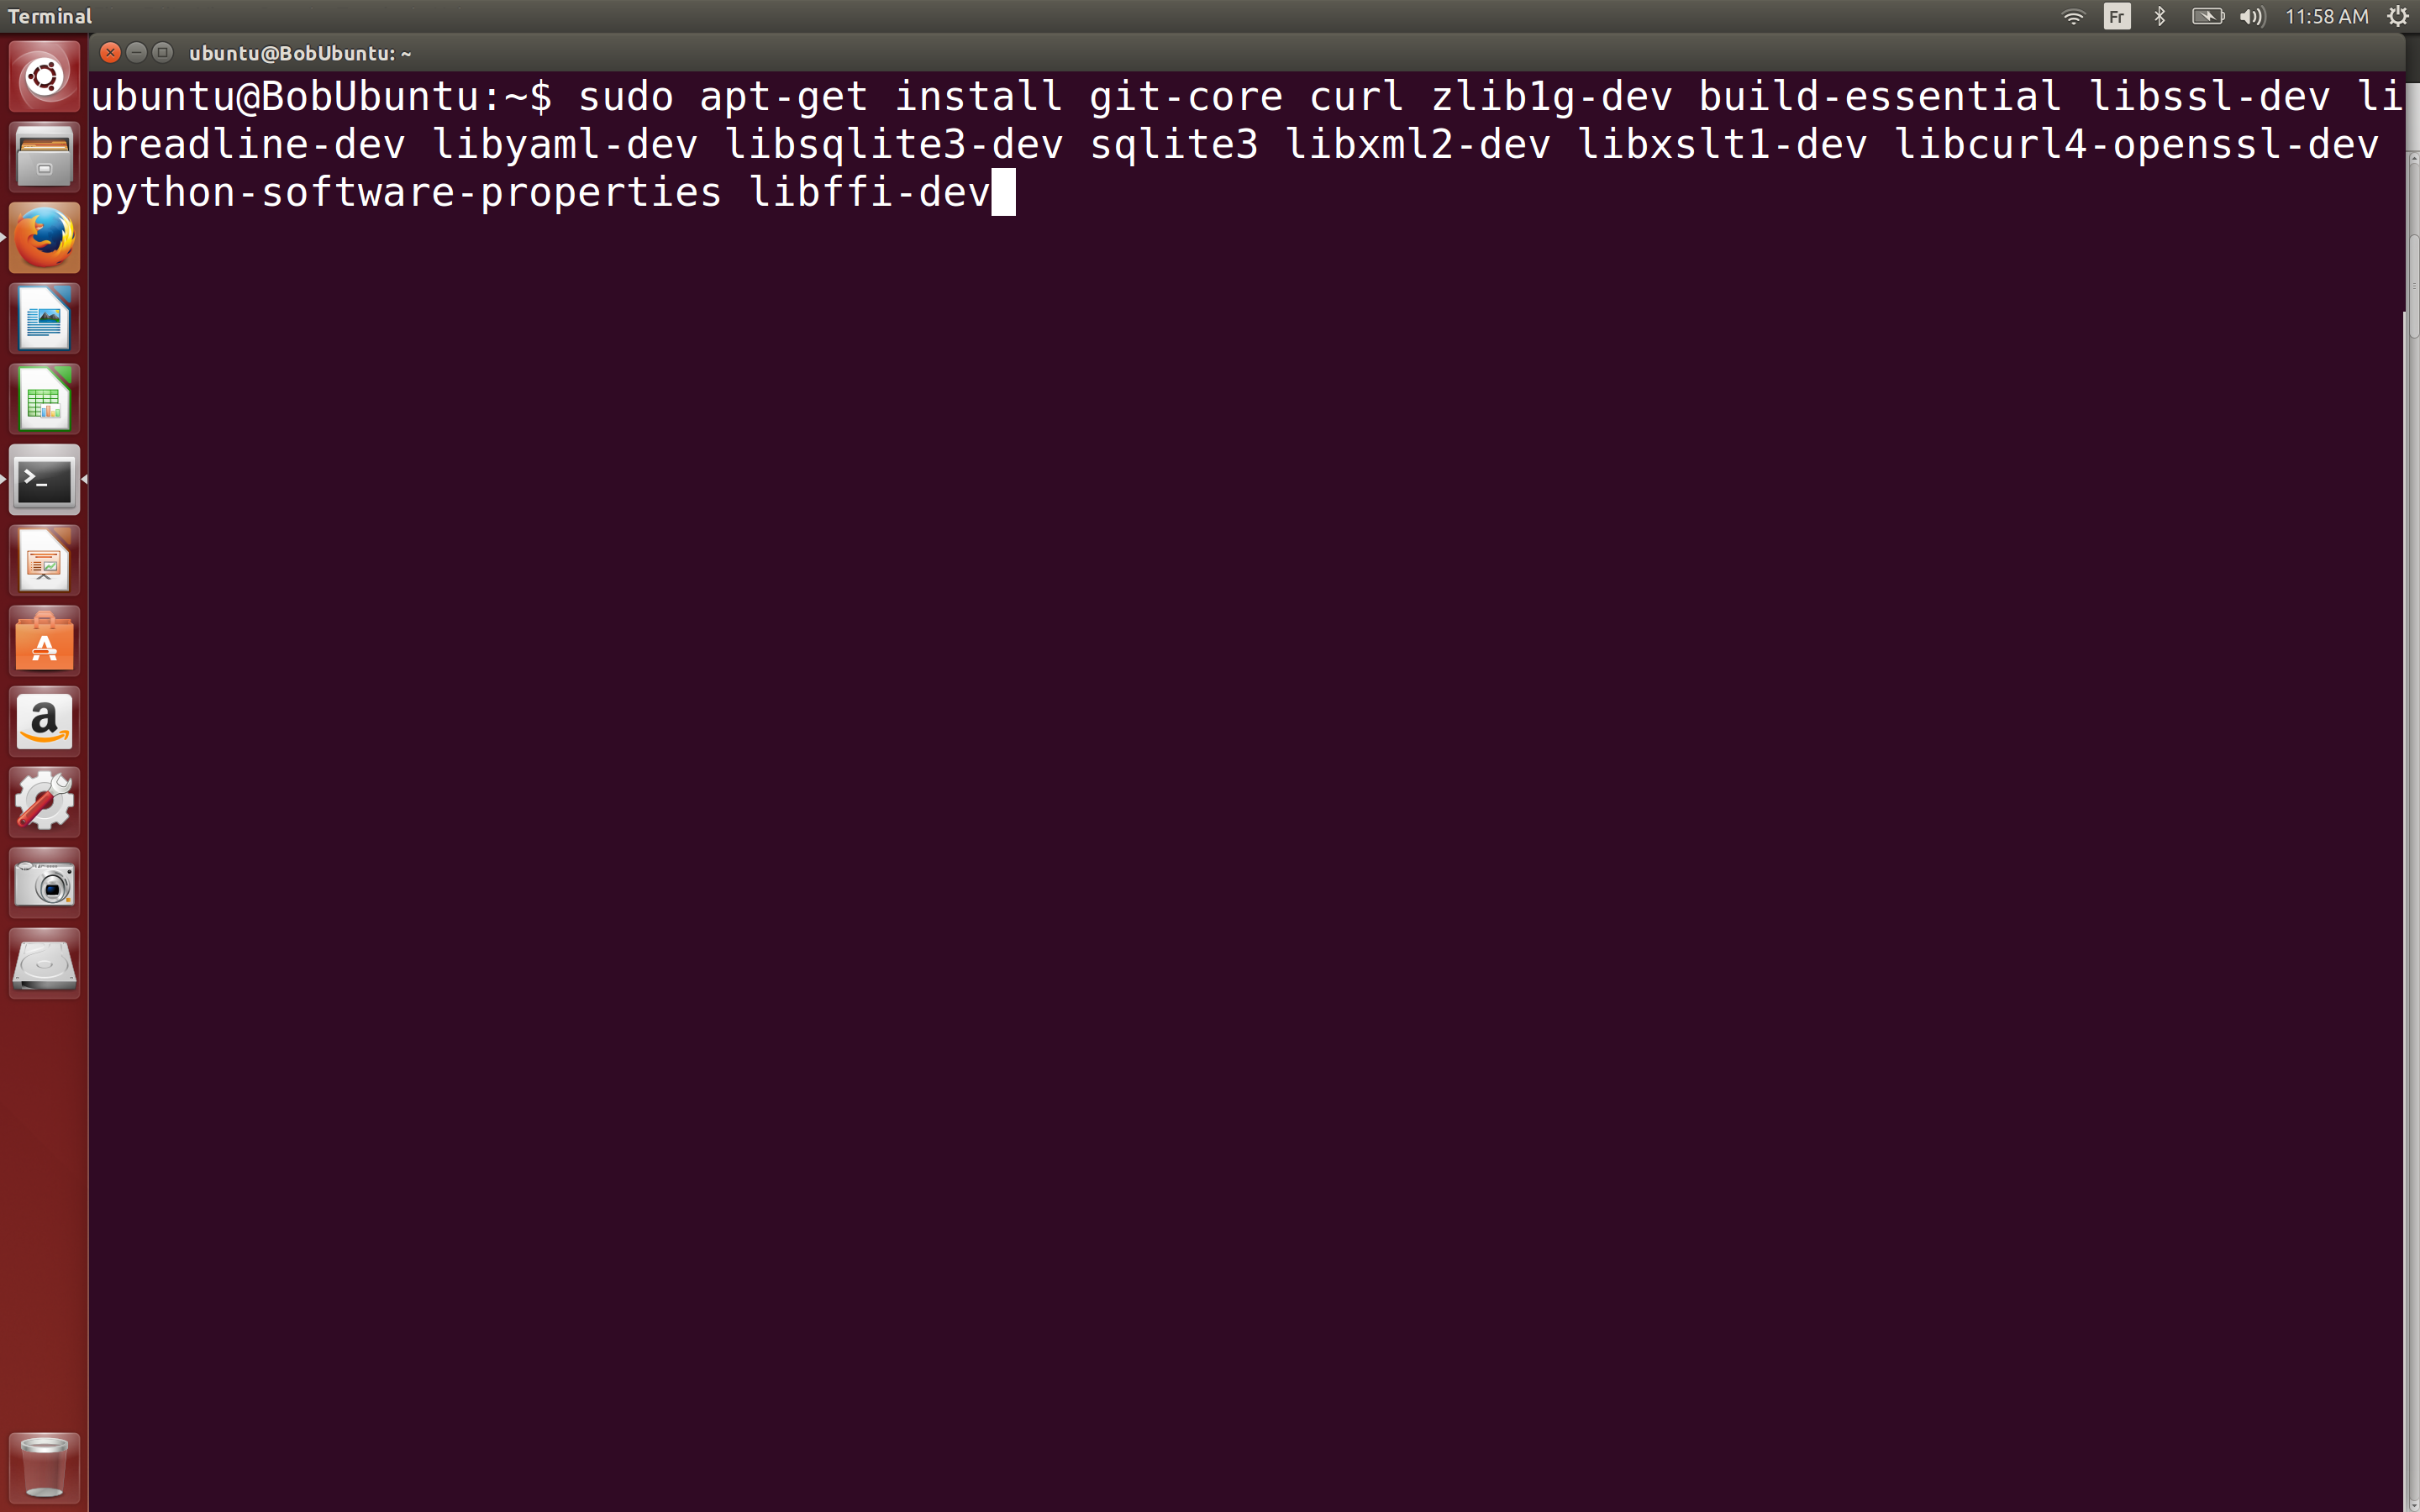 Terminal
Fr
11:58 AM
ubuntu@BobUbuntu: ~
ubuntu@BobUbuntu:~$ sudo apt-get install git-core curl zlib1g-dev build-essential libssl-dev li
breadline-dev libyaml-dev libsqlite3-dev sqlite3 libxml2-dev libxslt1-dev libcurl4-openssl-dev
python-software-properties libffi-dev